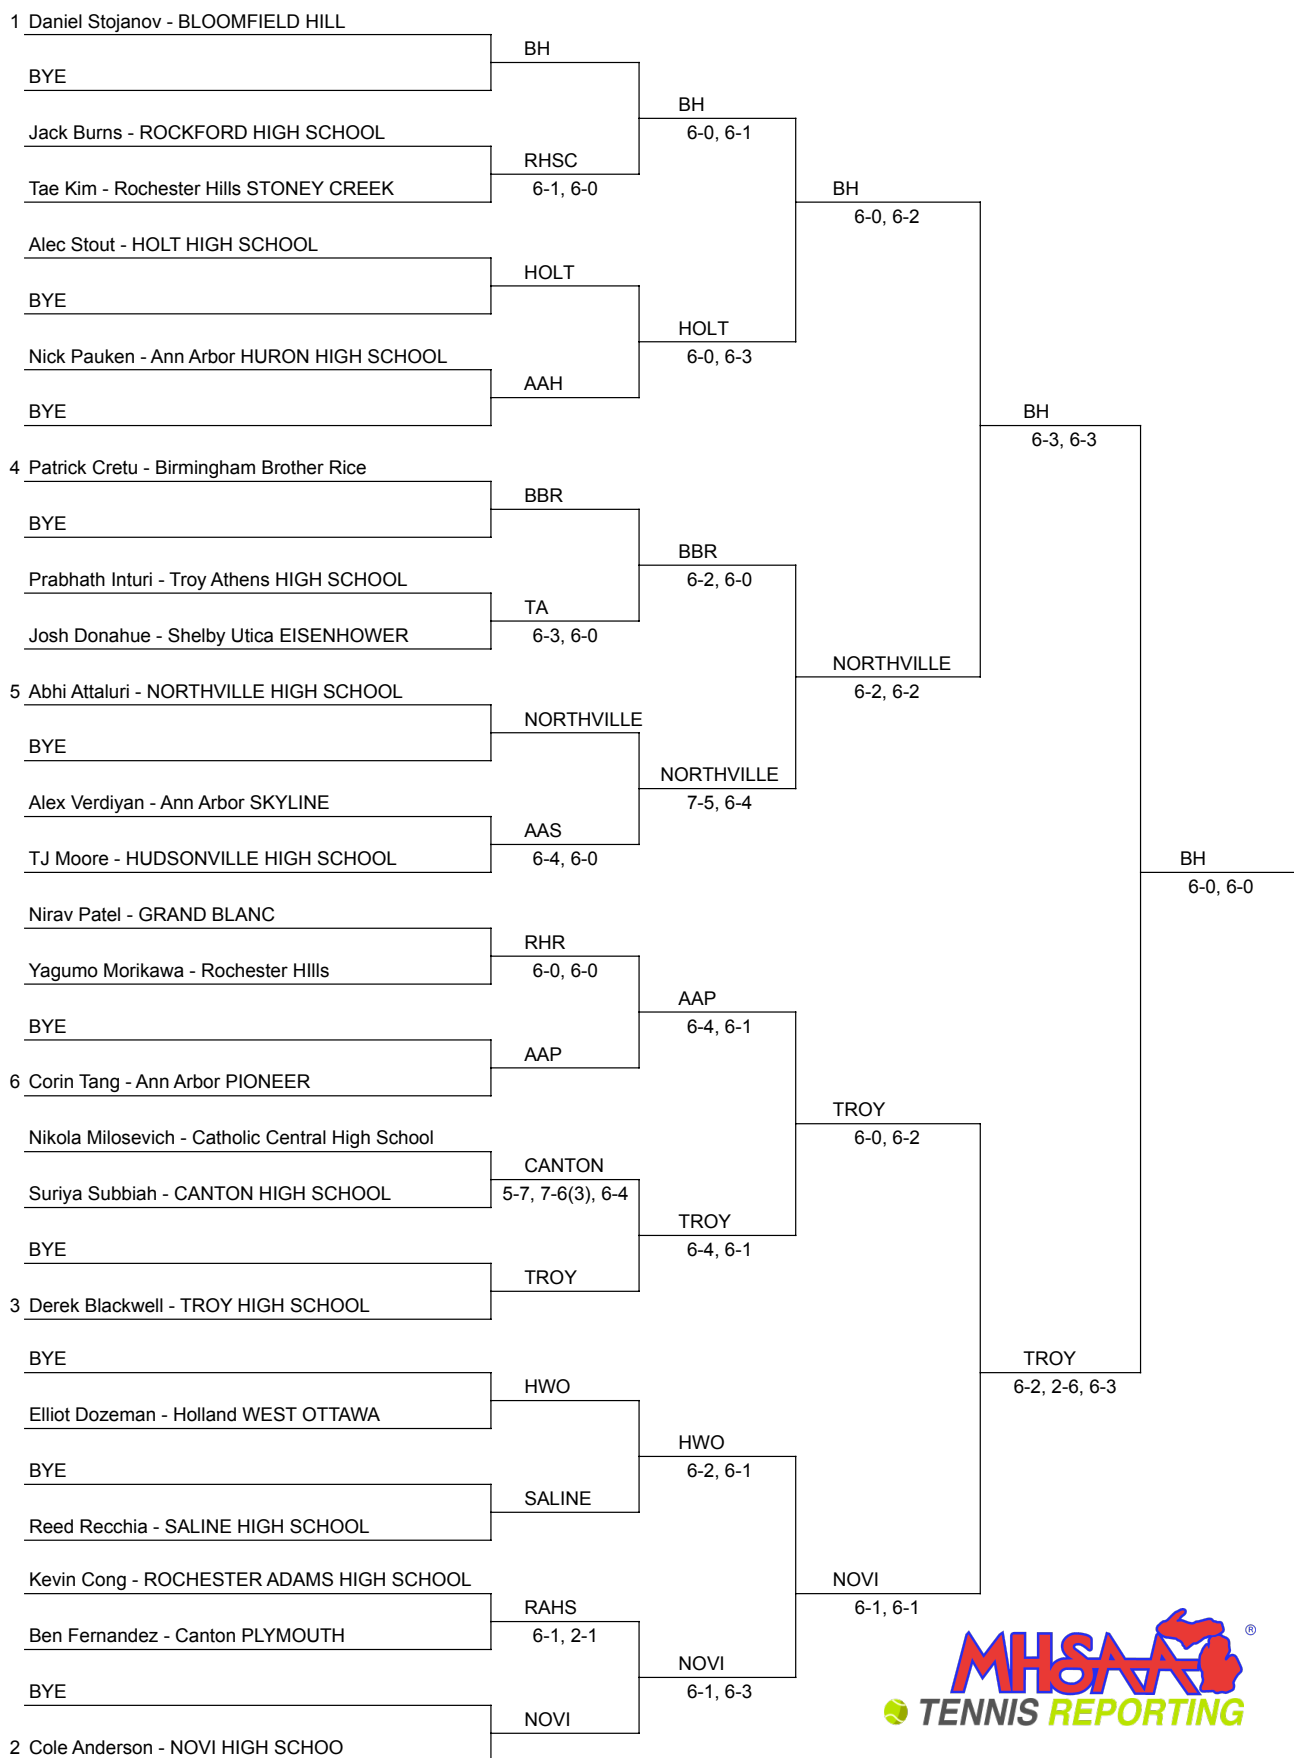 1 Daniel Stojanov - BLOOMFIELD HILL
BH
BYE
BH
6-0, 6-1
Jack Burns - ROCKFORD HIGH SCHOOL
RHSC
6-1, 6-0
Tae Kim - Rochester Hills STONEY CREEK
BH
6-0, 6-2
Alec Stout - HOLT HIGH SCHOOL
HOLT
BYE
HOLT
6-0, 6-3
Nick Pauken - Ann Arbor HURON HIGH SCHOOL
AAH
BYE
BH
6-3, 6-3
4 Patrick Cretu - Birmingham Brother Rice
BBR
BYE
BBR
6-2, 6-0
Prabhath Inturi - Troy Athens HIGH SCHOOL
TA
6-3, 6-0
Josh Donahue - Shelby Utica EISENHOWER
NORTHVILLE
6-2, 6-2
5 Abhi Attaluri - NORTHVILLE HIGH SCHOOL
NORTHVILLE
BYE
NORTHVILLE
7-5, 6-4
Alex Verdiyan - Ann Arbor SKYLINE
AAS
6-4, 6-0
TJ Moore - HUDSONVILLE HIGH SCHOOL
BH
6-0, 6-0
Nirav Patel - GRAND BLANC
RHR
6-0, 6-0
Yagumo Morikawa - Rochester HIlls
AAP
6-4, 6-1
BYE
AAP
6 Corin Tang - Ann Arbor PIONEER
TROY
6-0, 6-2
Nikola Milosevich - Catholic Central High School
CANTON
5-7, 7-6(3), 6-4
Suriya Subbiah - CANTON HIGH SCHOOL
TROY
6-4, 6-1
BYE
TROY
3 Derek Blackwell - TROY HIGH SCHOOL
BYE
TROY
6-2, 2-6, 6-3
HWO
Elliot Dozeman - Holland WEST OTTAWA
HWO
6-2, 6-1
BYE
SALINE
Reed Recchia - SALINE HIGH SCHOOL
Kevin Cong - ROCHESTER ADAMS HIGH SCHOOL
NOVI
6-1, 6-1
RAHS
6-1, 2-1
Ben Fernandez - Canton PLYMOUTH
NOVI
6-1, 6-3
BYE
NOVI
2 Cole Anderson - NOVI HIGH SCHOO
MHSAA ®
TENNIS REPORTING